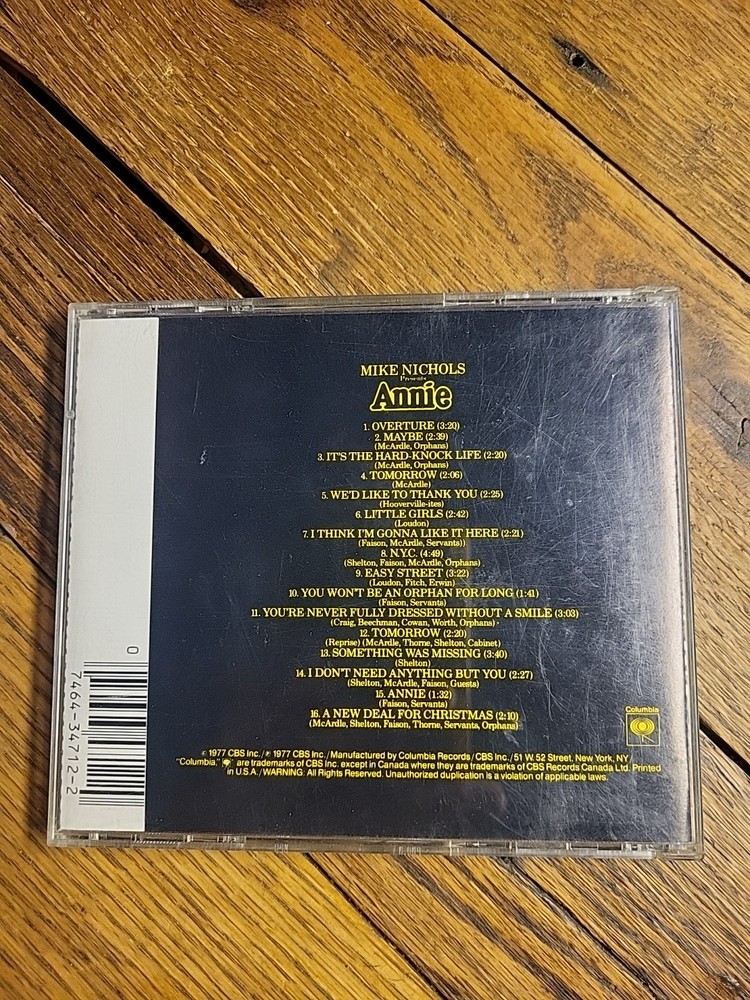 MIKE NICHOLS
Presents
Annie
1. OVERTURE (3:20)
2. MAYBE (2:39)
(McArdle, Orphans)
3. IT'S THE HARD-KNOCK LIFE (2:20)
(McArdle, Orphans)
4. TOMORROW (2:06)
(McArdle)
5. WE'D LIKE TO THANK YOU (2:25)
(Hooverville-ites)
6. LITTLE GIRLS (2:42)
(Loudon)
7. I THINK I'M GONNA LIKE IT HERE (2:21)
(Faison, McArdle, Servants))
8. N.Y.C. (4:49)
(Shelton, Faison, McArdle, Orphans)
9. EASY STREET (3:22)
(Loudon, Fitch, Erwin)
10. YOU WON'T BE AN ORPHAN FOR LONG (1:41)
(Faison, Servants)
11. YOU'RE NEVER FULLY DRESSED WITHOUT A SMILE (3:03)
(Craig, Beechman, Cowan, Worth, Orphans)
12. TOMORROW (2:20)
(Reprise) (McArdle, Thorne, Shelton, Cabinet)
13. SOMETHING WAS MISSING (3:40)
(Shelton)
14. I DON'T NEED ANYTHING BUT YOU (2:27)
(Shelton, McArdle, Faison, Guests)
15. ANNIE (1:32)
(Faison, Servants)
16. A NEW DEAL FOR CHRISTMAS (2:10)
(McArdle, Shelton, Faison, Thorne, Servants, Orphans)
Columbia
© 1977 CBS Inc./℗ 1977 CBS Inc./Manufactured by Columbia Records/CBS Inc./51 W. 52 Street, New York, NY
"Columbia," are trademarks of CBS Inc. except in Canada where they are trademarks of CBS Records Canada Ltd. Printed
in U.S.A./WARNING: All Rights Reserved. Unauthorized duplication is a violation of applicable laws.
0
7464-34712-2